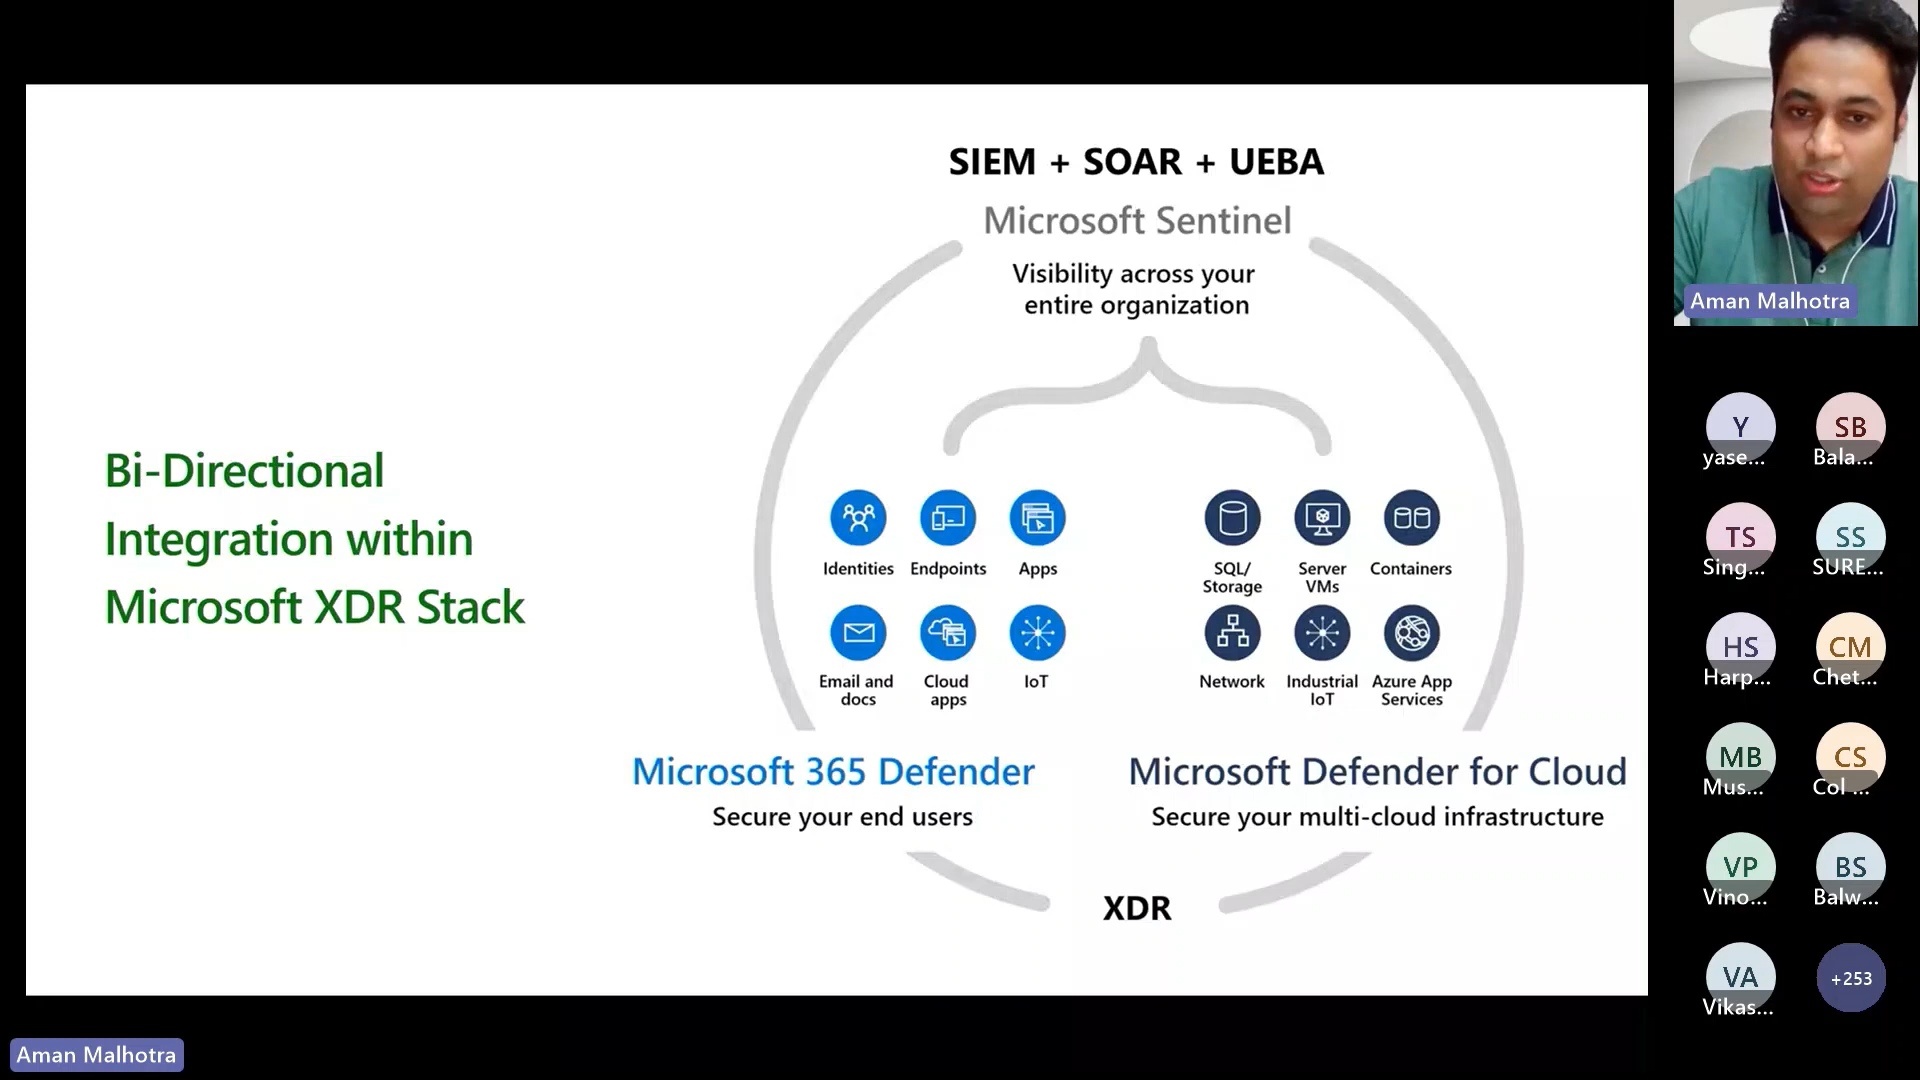 SIEM + SOAR + UEBA
Microsoft Sentinel
Visibility across your
entire organization
Bi-Directional
Integration within
Microsoft XDR Stack
Identities
Endpoints
Apps
Email and
docs
Cloud
apps
IoT
SQL/
Storage
Server
VMs
Containers
Network
Industrial
IoT
Azure App
Services
Microsoft 365 Defender
Secure your end users
Microsoft Defender for Cloud
Secure your multi-cloud infrastructure
XDR
Aman Malhotra
Aman Malhotra
Y
yase...
SB
Bala...
TS
Sing...
SS
SURE...
HS
Harp...
CM
Chet...
MB
Mus...
CS
Col ...
VP
Vino...
BS
Balw...
VA
Vikas...
+253